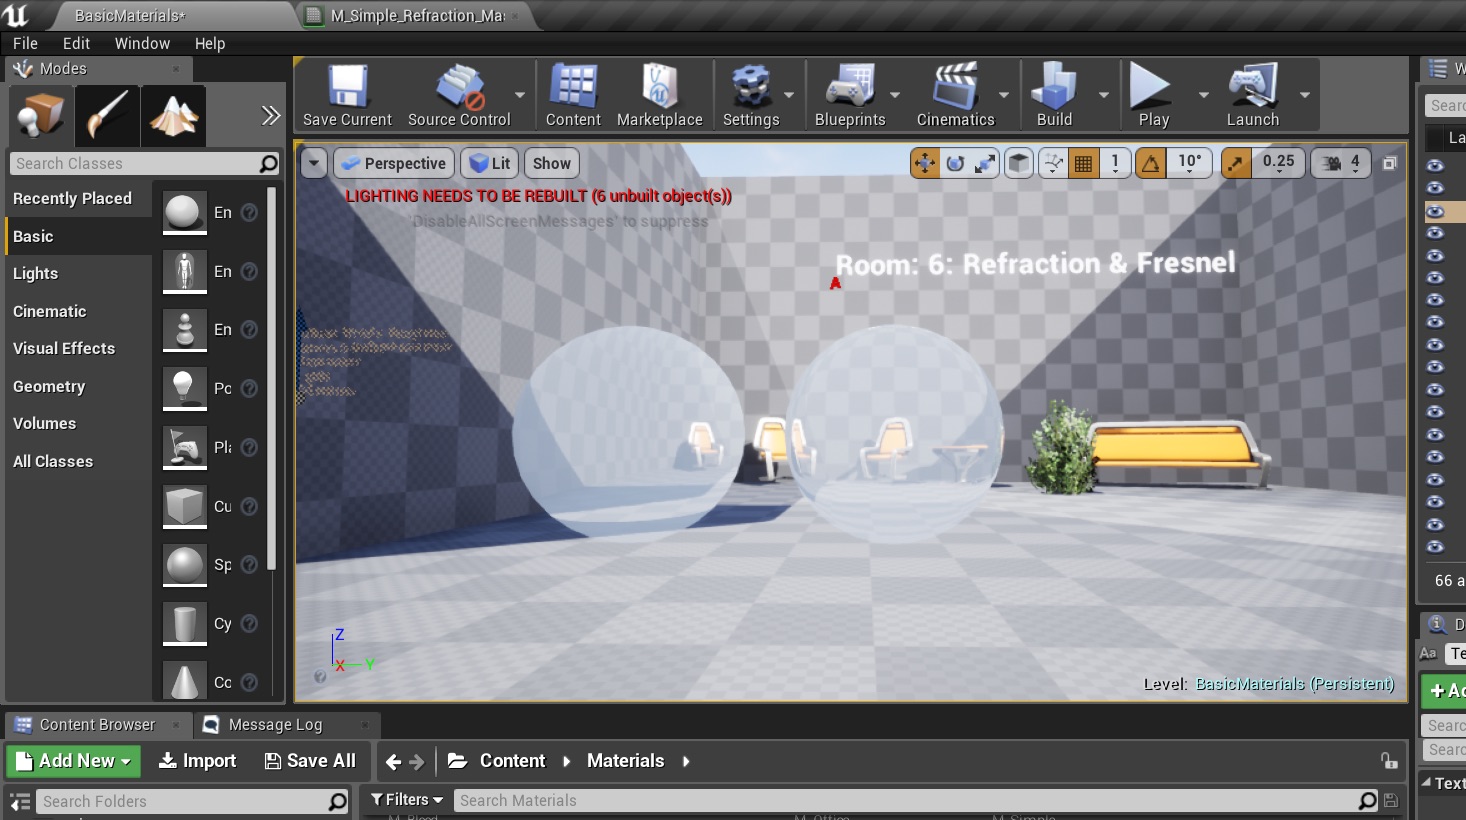 BasicMaterials*
M_Simple_Refraction_Ma
File Edit Window Help
Modes
Save Current Source Control Content Marketplace Settings Blueprints Cinematics Build Play Launch
Search Classes
Recently Placed
Basic
Lights
Cinematic
Visual Effects
Geometry
Volumes
All Classes
En
En
En
Po
Pla
Cu
Sp
Cy
Co
Perspective Lit Show
1 10° 0.25 4
LIGHTING NEEDS TO BE REBUILT (6 unbuilt object(s))
'DisableAllScreenMessages' to suppress
Room: 6: Refraction & Fresnel
A
Z
X Y
Level: BasicMaterials (Persistent)
W
Sear
La
66 a
D
Aa Te
+Ad
Searc
Searc
Text
Content Browser Message Log
Add New Import Save All Content Materials
Search Folders Filters Search Materials